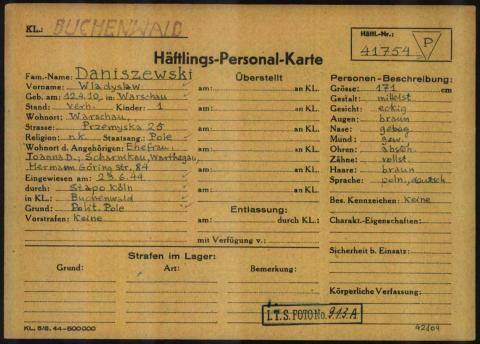 KL.: BUCHENWALD
Häftl.-Nr.: 41754 P
Häftlings-Personal-Karte
Fam.-Name: Daniszewski
Vorname: Wladyslaw
Geb. am: 12.4.10 in: Warschau
Stand: verh. Kinder: 1
Wohnort: Warschau,
Strasse: Przemyska 25
Religion: r.k. Staatsang: Pole
Wohnort d. Angehörigen: Ehefrau,
Joanna D.; Scharnikau, Warthegau,
Hermann Göring Str. 84
Eingewiesen am: 23.6.44
durch: Stapo Köln
in KL.: Buchenwald
Grund: Polit. Pole
Vorstrafen: Keine
Überstellt
am: an KL.
am: an KL.
am: an KL.
am: an KL.
am: an KL.
am: an KL.
Entlassung:
am: durch KL.:
mit Verfügung v.:
Personen-Beschreibung:
Grösse: 171 cm
Gestalt: mittelst
Gesicht: eckig
Augen: braun
Nase: gebog.
Mund: gew.
Ohren: absteh.
Zähne: vollst.
Haare: braun
Sprache: poln., deutsch
Bes. Kennzeichen: Keine
Charakt.-Eigenschaften:
Sicherheit b. Einsatz:
Körperliche Verfassung:
Strafen im Lager:
Grund: Art: Bemerkung:
I.T.S. FOTO No. 913 A
KL. 5/6. 44-500000